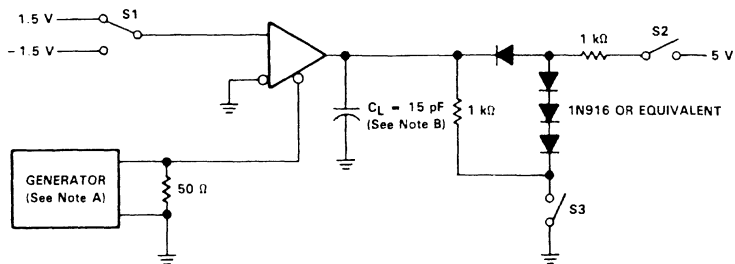 1.5 V
S1
– 1.5 V
1 kΩ
S2
5 V
CL = 15 pF
(See Note B)
1 kΩ
1N916 OR EQUIVALENT
GENERATOR
(See Note A)
50 Ω
S3